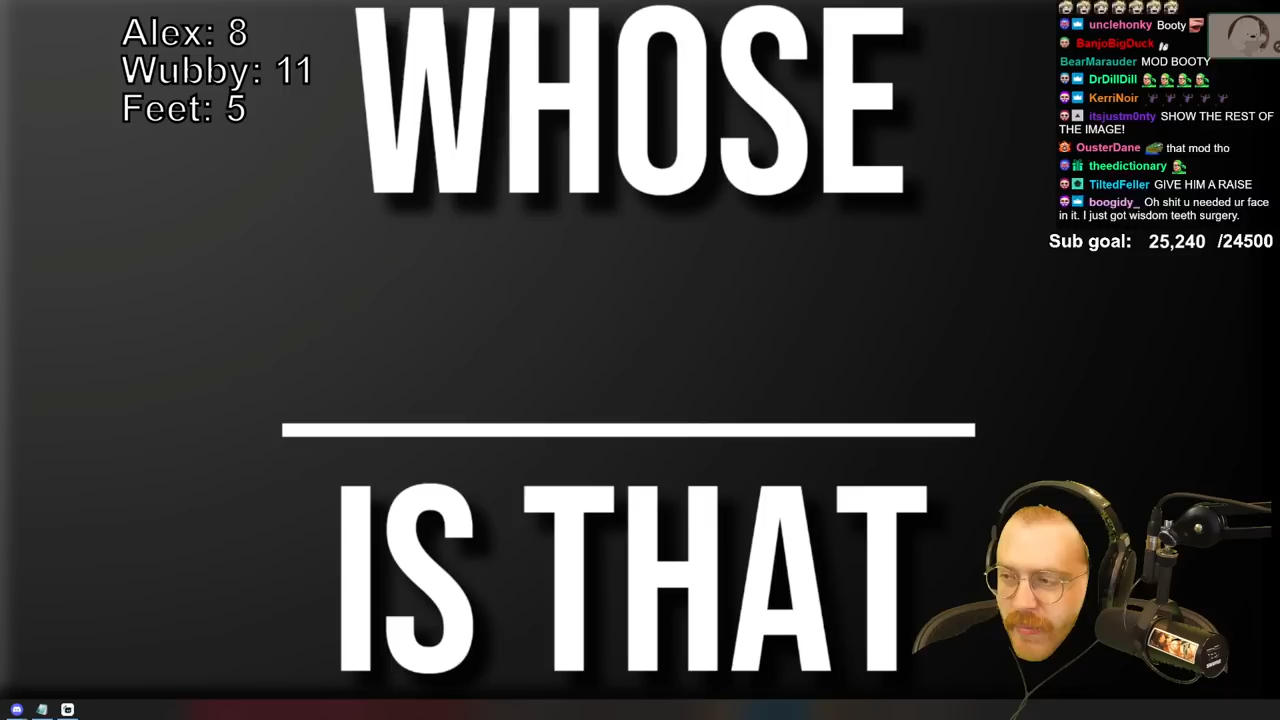 Alex: 8
Wubby: 11
Feet: 5
WHOSE
IS THAT
unclehonky Booty
BanjoBigDuck
BearMarauder MOD BOOTY
DrDillDill
KerriNoir
itsjustm0nty SHOW THE REST OF
THE IMAGE!
OusterDane that mod tho
theedictionary
TiltedFeller GIVE HIM A RAISE
boogidy_ Oh shit u needed ur face
in it. I just got wisdom teeth surgery.
Sub goal: 25,240 /24500